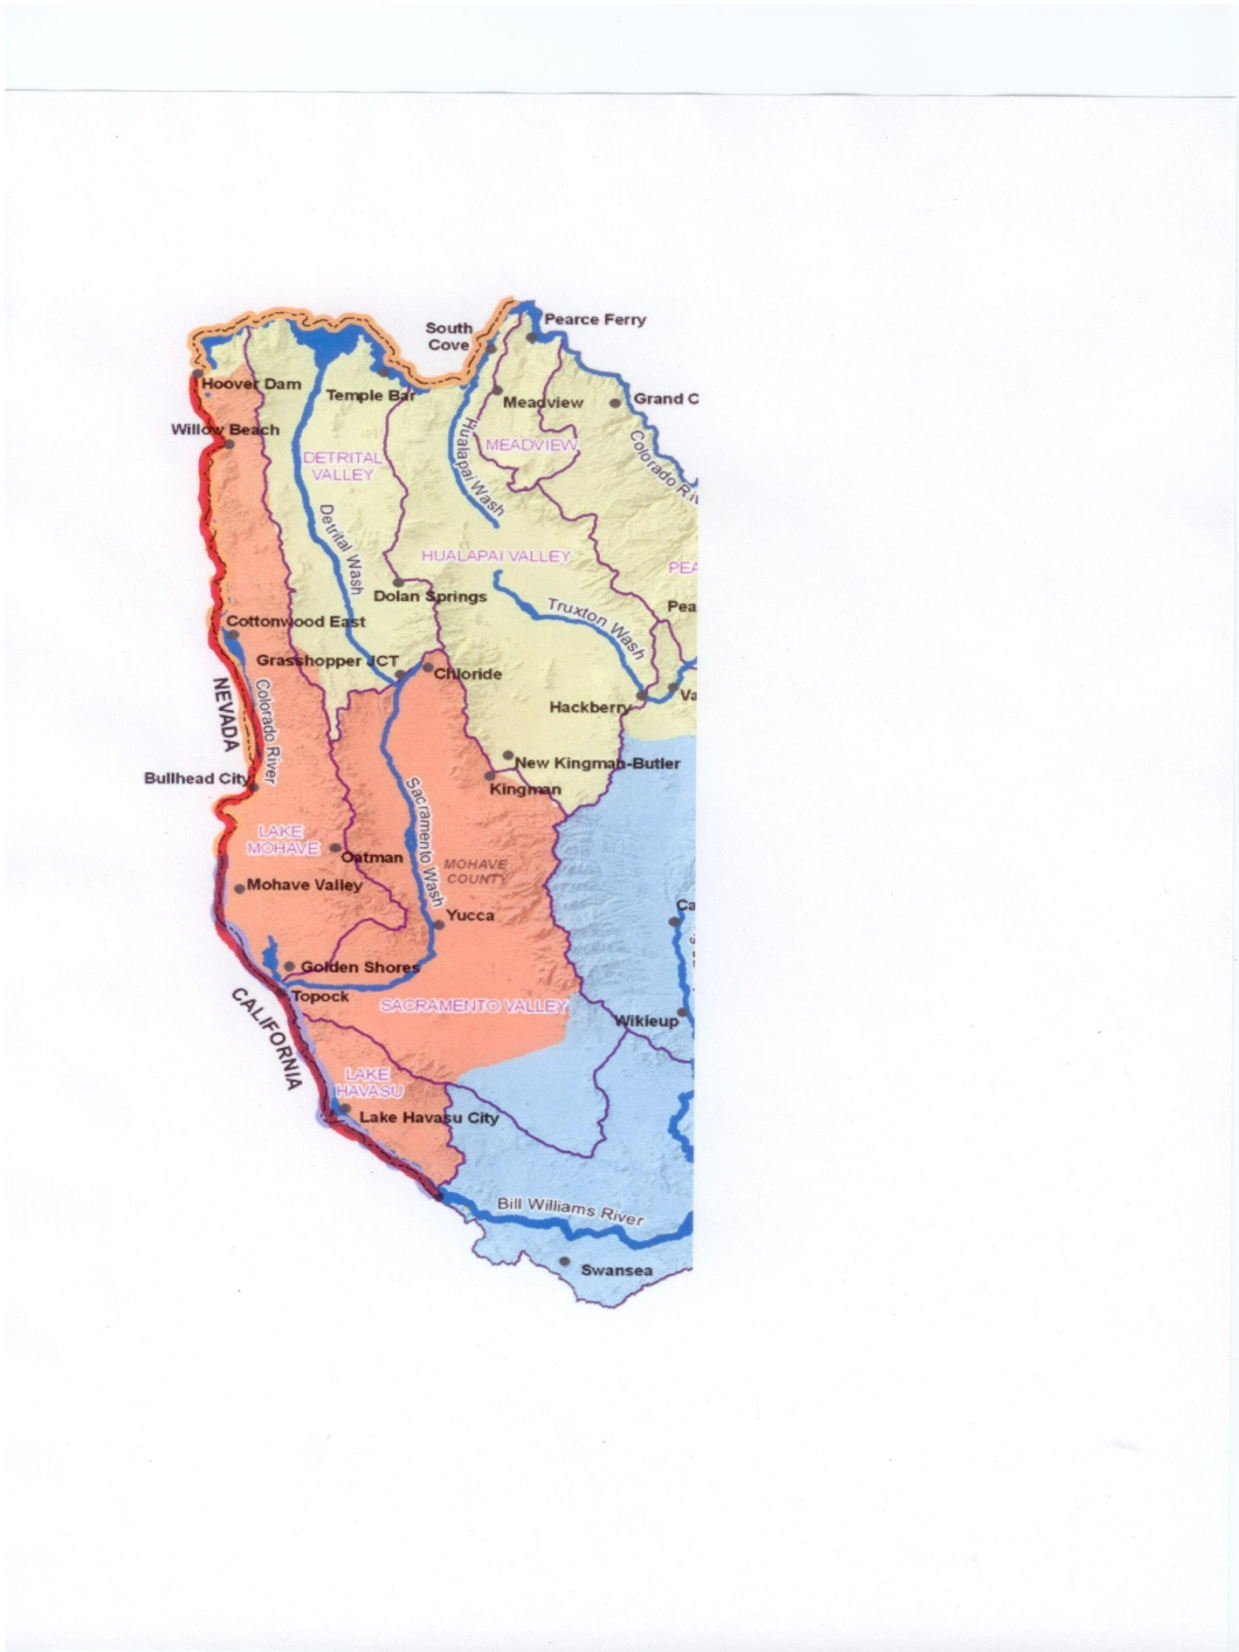 South
Cove
Pearce Ferry
Hoover Dam
Temple Bar
Meadview
Grand C
Willow Beach
MEADVIEW
Colorado Riv
DETRITAL
VALLEY
Hualapai Wash
Detrital Wash
HUALAPAI VALLEY
PEA
Dolan Springs
Truxton Wash
Pea
Cottonwood East
Grasshopper JCT
Chloride
Va
Hackberry
NEVADA
Colorado River
New Kingman-Butler
Bullhead City
Kingman
Sacramento Wash
LAKE
MOHAVE
Oatman
MOHAVE
COUNTY
Mohave Valley
Ca
Yucca
Golden Shores
Topock
SACRAMENTO VALLEY
CALIFORNIA
Wikieup
LAKE
HAVASU
Lake Havasu City
Bill Williams River
Swansea